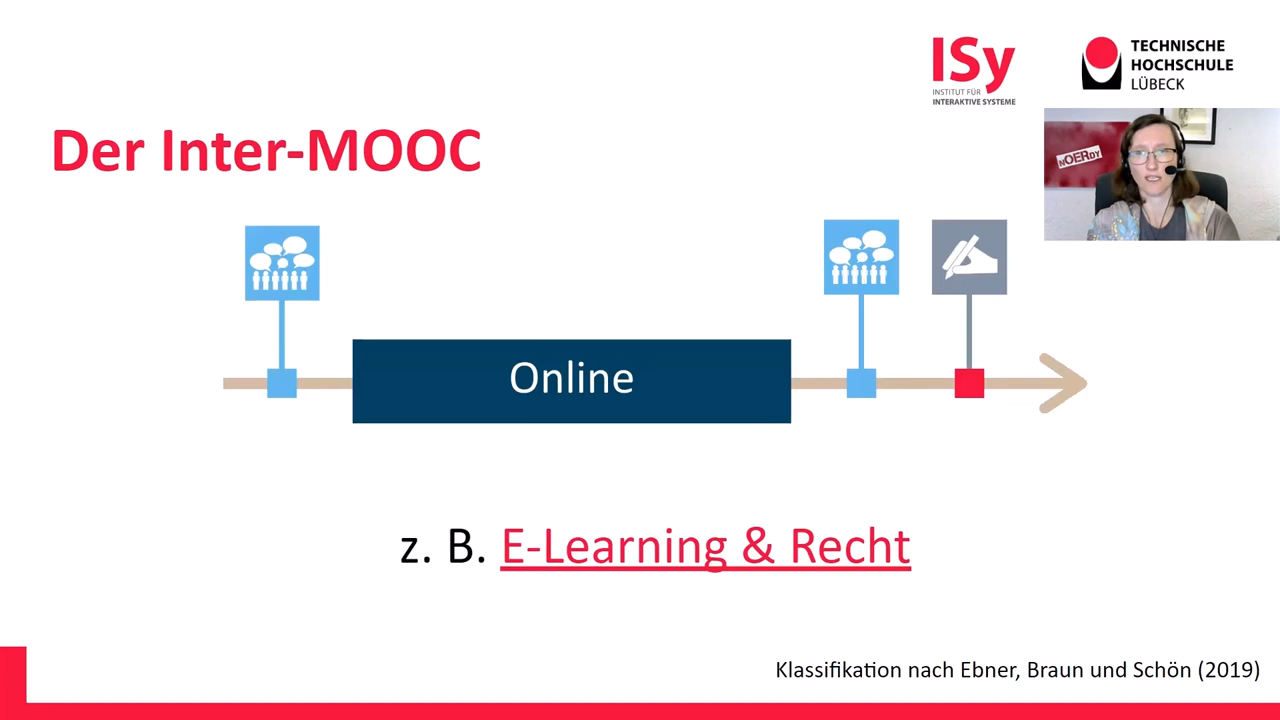 ISy
INSTITUT FÜR
INTERAKTIVE SYSTEME
TECHNISCHE
HOCHSCHULE
LÜBECK
nOERdy
Der Inter-MOOC
Online
z. B. E-Learning & Recht
Klassifikation nach Ebner, Braun und Schön (2019)